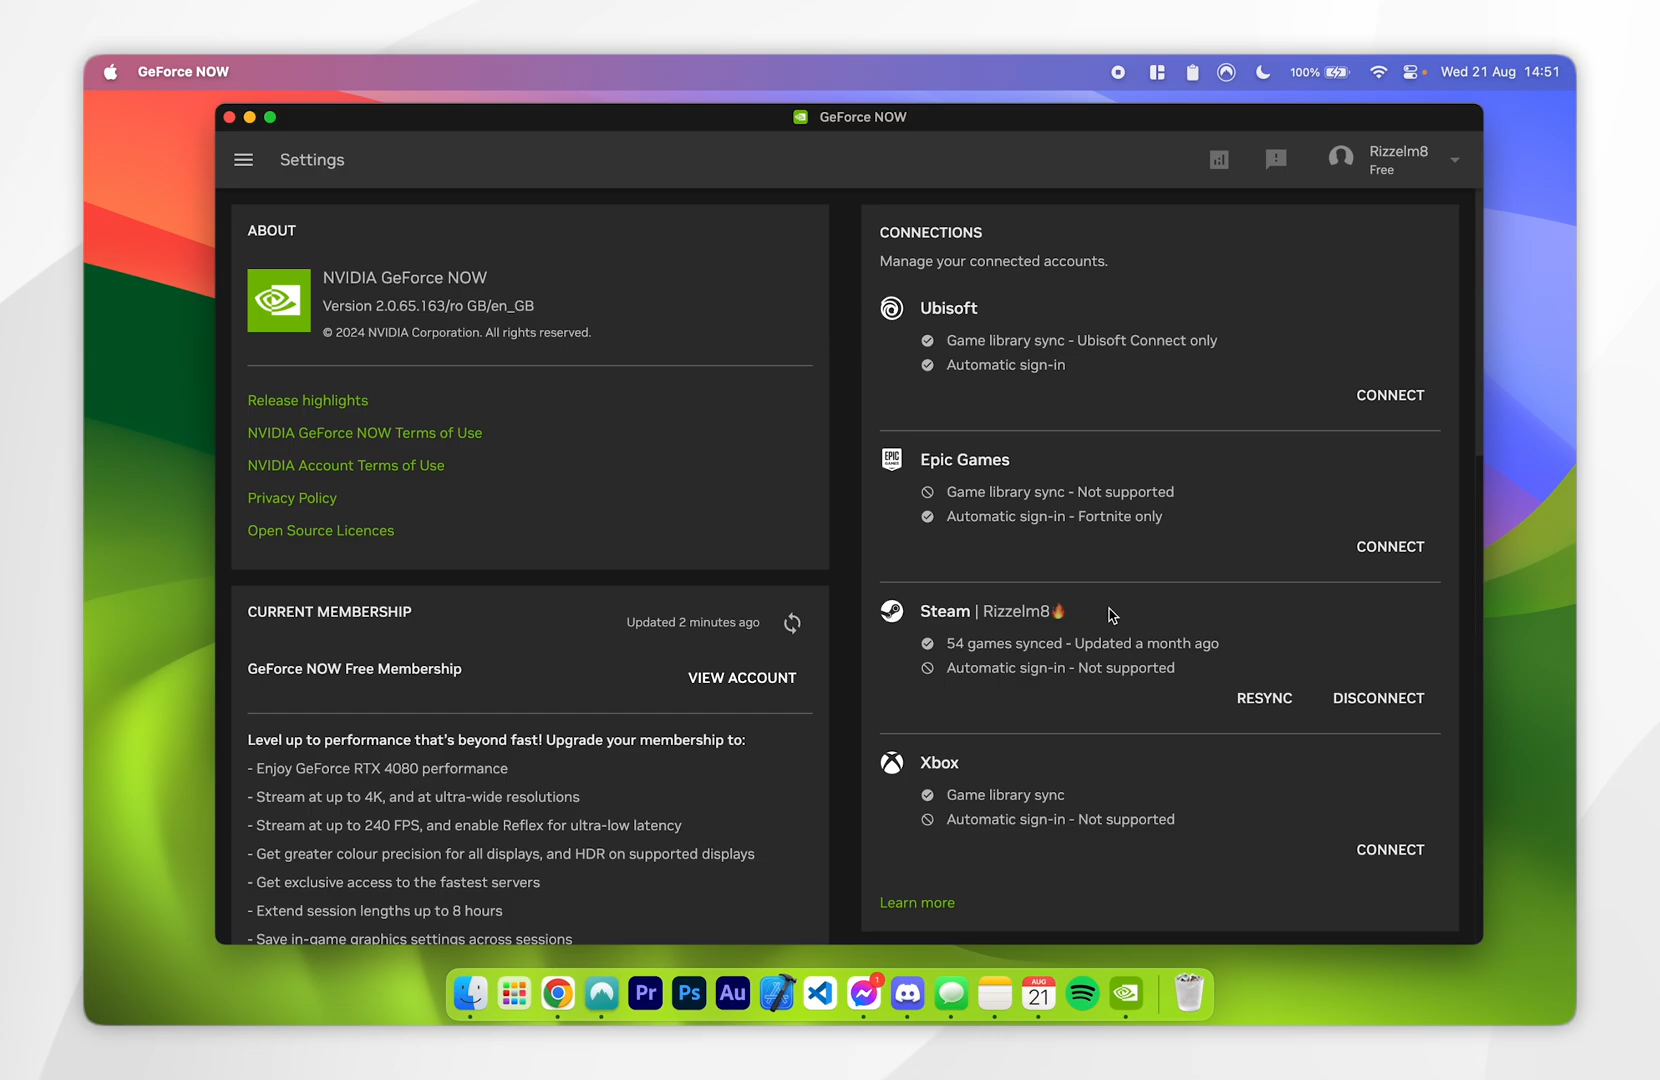 GeForce NOW
100%
Wed 21 Aug 14:51
GeForce NOW
Settings
Rizzelm8
Free
ABOUT
NVIDIA GeForce NOW
Version 2.0.65.163/ro GB/en_GB
© 2024 NVIDIA Corporation. All rights reserved.
Release highlights
NVIDIA GeForce NOW Terms of Use
NVIDIA Account Terms of Use
Privacy Policy
Open Source Licences
CURRENT MEMBERSHIP
Updated 2 minutes ago
GeForce NOW Free Membership
VIEW ACCOUNT
Level up to performance that's beyond fast! Upgrade your membership to:
- Enjoy GeForce RTX 4080 performance
- Stream at up to 4K, and at ultra-wide resolutions
- Stream at up to 240 FPS, and enable Reflex for ultra-low latency
- Get greater colour precision for all displays, and HDR on supported displays
- Get exclusive access to the fastest servers
- Extend session lengths up to 8 hours
- Save in-game graphics settings across sessions
CONNECTIONS
Manage your connected accounts.
Ubisoft
Game library sync - Ubisoft Connect only
Automatic sign-in
CONNECT
EPIC
GAMES
Epic Games
Game library sync - Not supported
Automatic sign-in - Fortnite only
CONNECT
Steam | Rizzelm8🔥
54 games synced - Updated a month ago
Automatic sign-in - Not supported
RESYNC DISCONNECT
Xbox
Game library sync
Automatic sign-in - Not supported
CONNECT
Learn more
Pr
Ps
Au
1
AUG
21